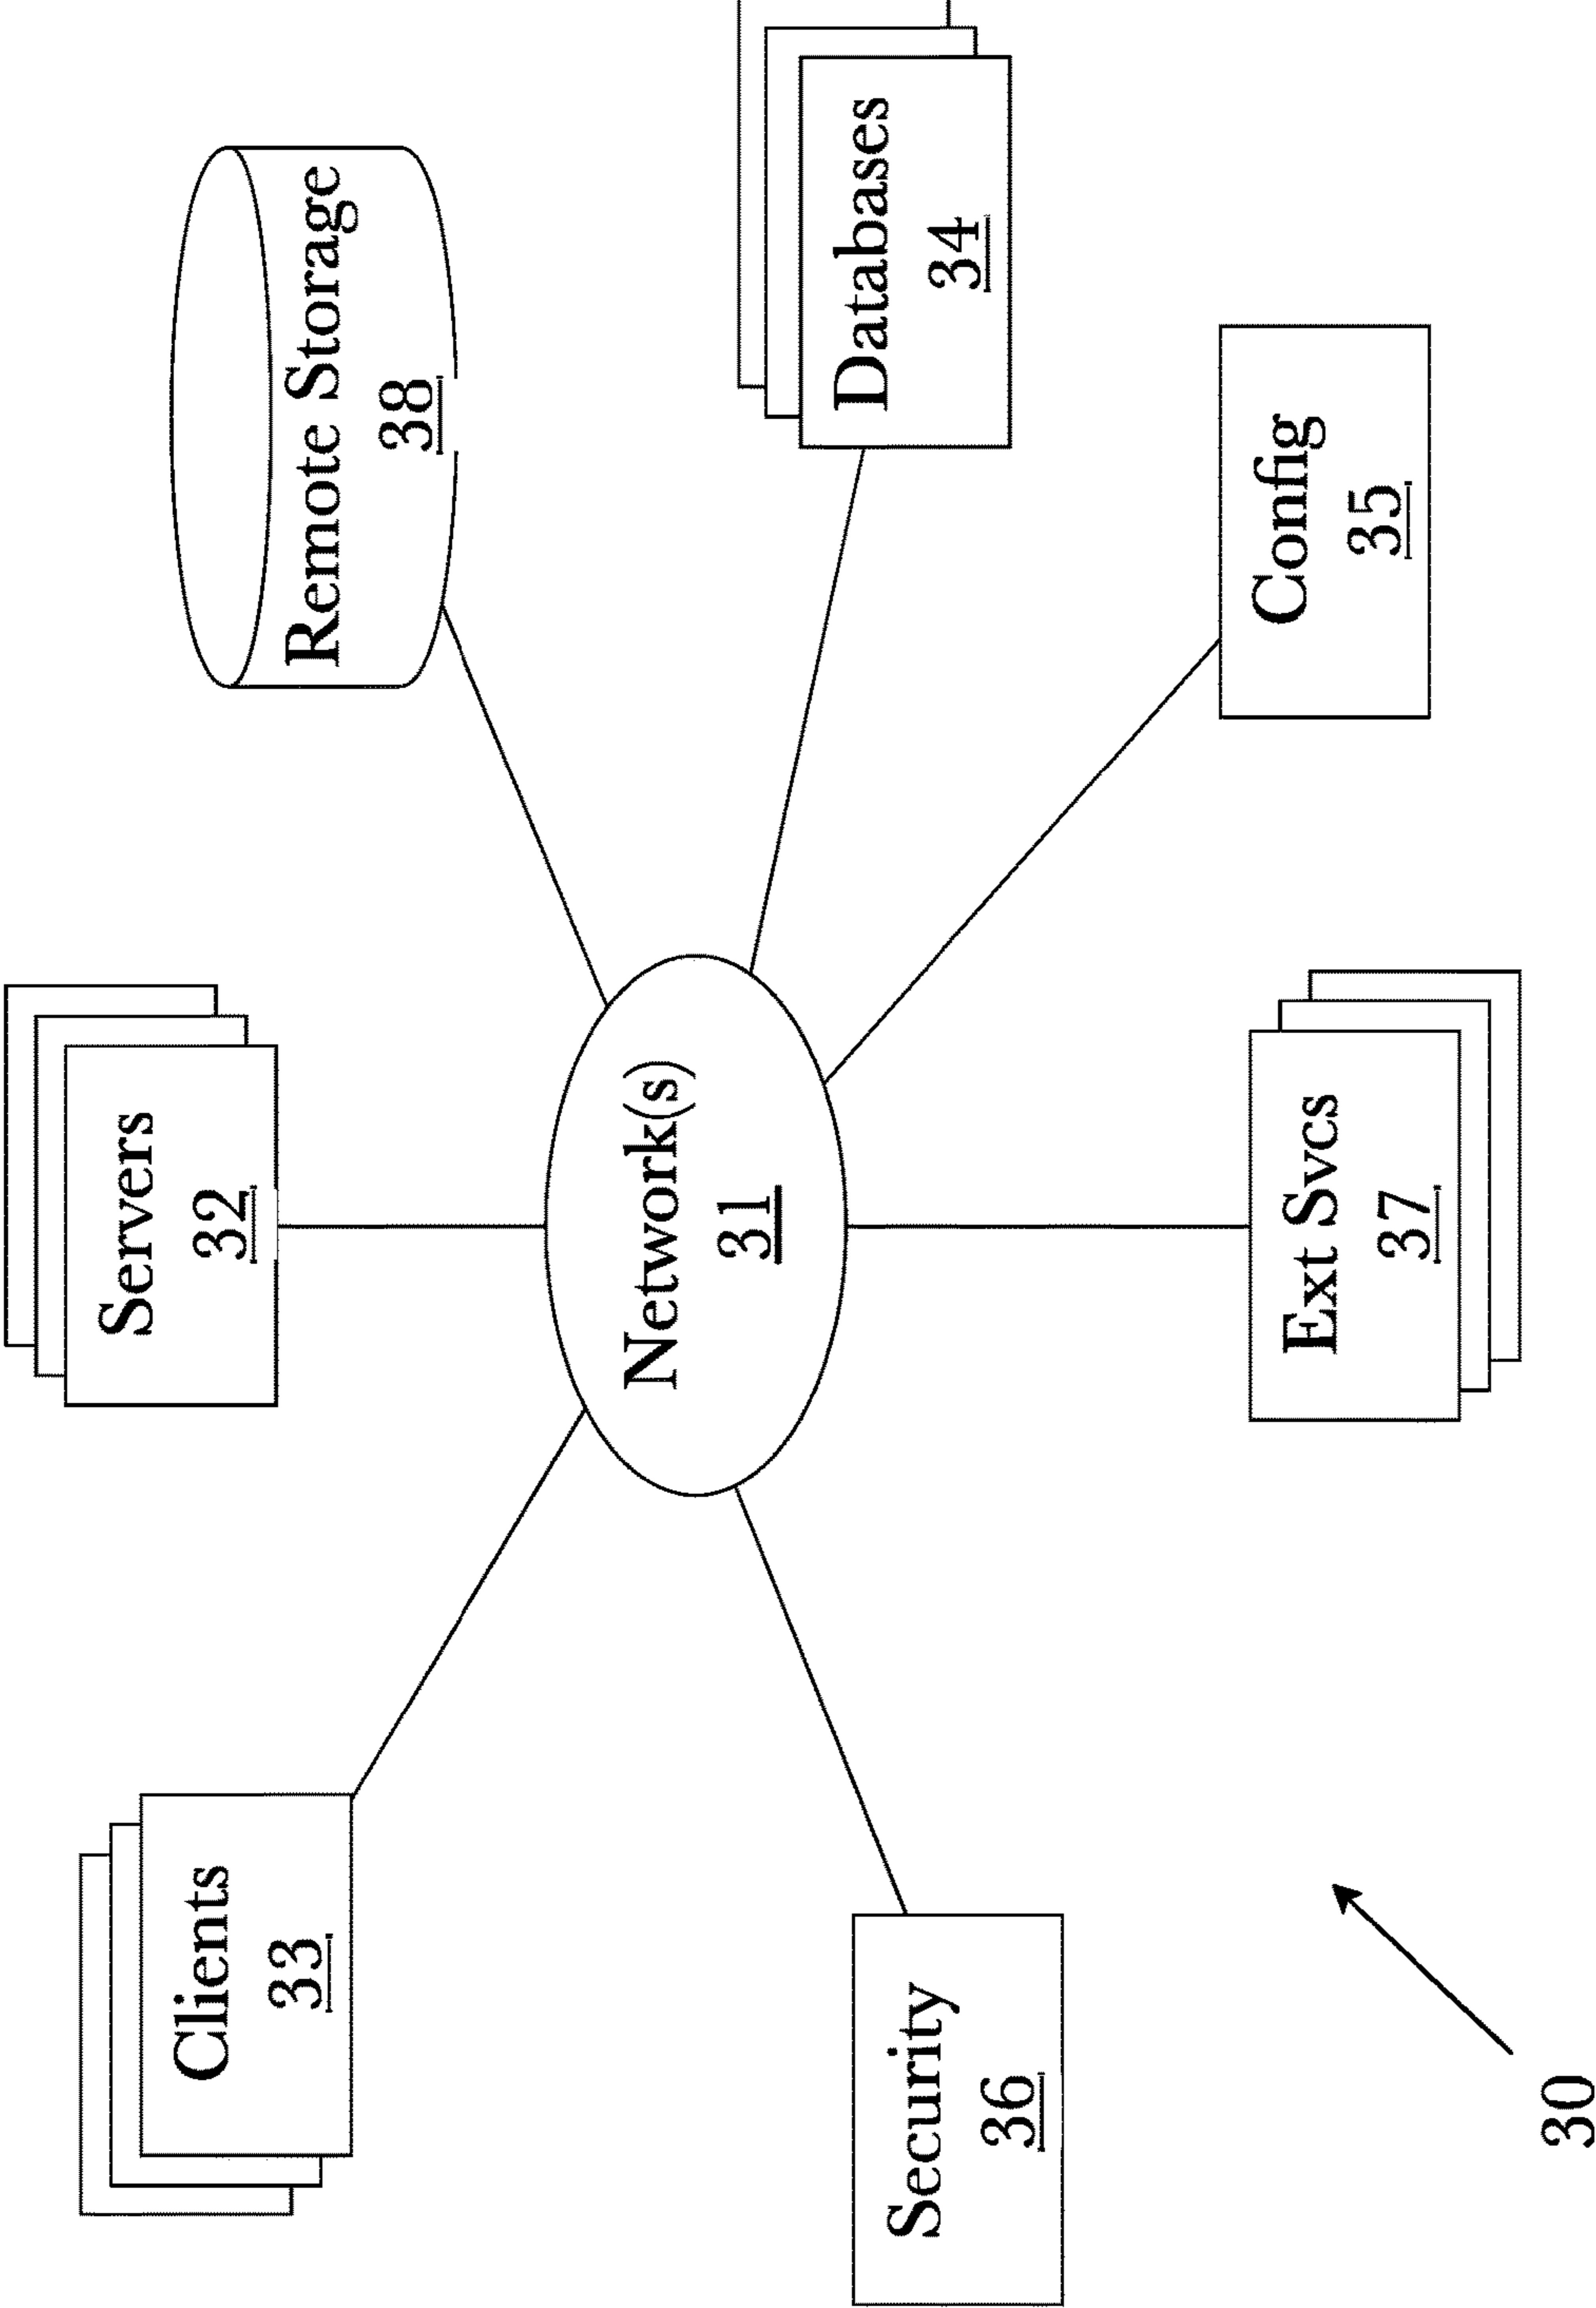 Clients
33
Servers
32
Remote Storage
38
Network(s)
31
Databases
34
Security
36
Ext Svcs
37
Config
35
30